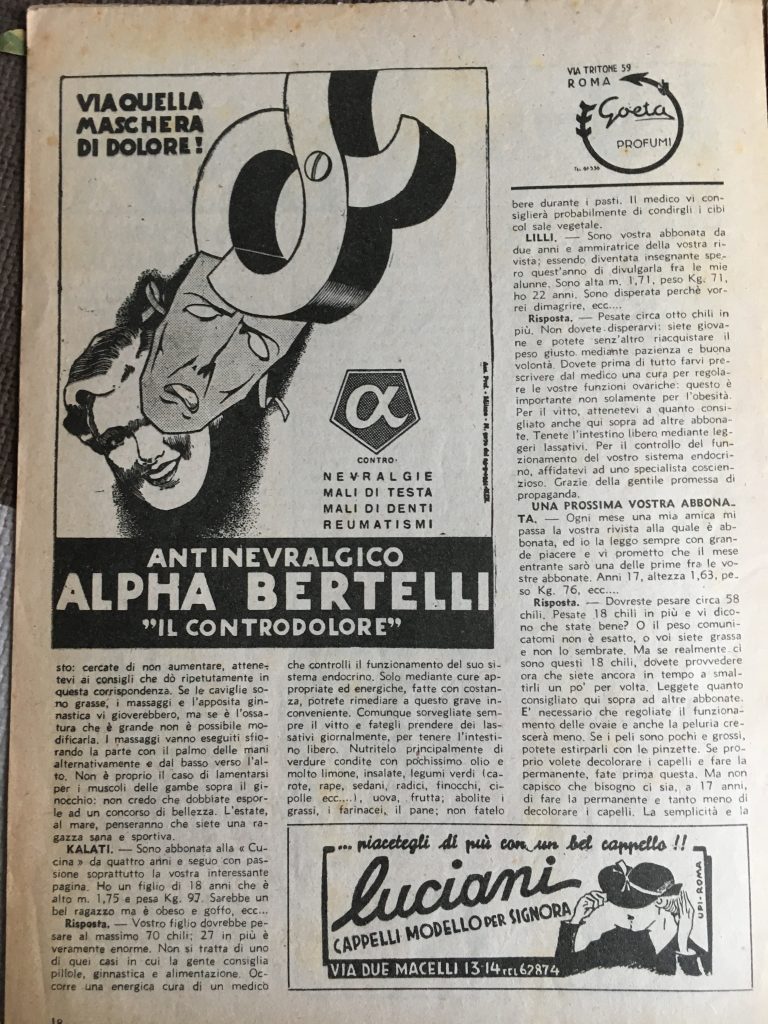 VIA QUELLA
MASCHERA
DI DOLORE!
α
CONTRO:
NEVRALGIE
MALI DI TESTA
MALI DI DENTI
REUMATISMI
ANTINEVRALGICO
ALPHA BERTELLI
"IL CONTRODOLORE"
VIA TRITONE 59
ROMA
Goeta
PROFUMI
sto: cercate di non aumentare, attene-
tevi ai consigli che dò ripetutamente in
questa corrispondenza. Se le caviglie so-
no grasse, i massaggi e l'apposita gin-
nastica vi gioverebbero, ma se è l'ossa-
tura che è grande non è possibile mo-
dificarla. I massaggi vanno eseguiti sfio-
rando la parte con il palmo delle mani
alternativamente e dal basso verso l'al-
to. Non è proprio il caso di lamentarsi
per i muscoli delle gambe sopra il gi-
nocchio: non credo che dobbiate espor-
le ad un concorso di bellezza. L'estate,
al mare, penseranno che siete una ra-
gazza sana e sportiva.
KALATI. — Sono abbonata alla « Cu-
cina » da quattro anni e seguo con pas-
sione soprattutto la vostra interessante
pagina. Ho un figlio di 18 anni che è
alto m. 1,75 e pesa Kg. 97. Sarebbe un
bel ragazzo ma è obeso e goffo, ecc...
Risposta. — Vostro figlio dovrebbe pe-
sare al massimo 70 chili; 27 in più è
veramente enorme. Non si tratta di uno
di quei casi in cui la gente consiglia
pillole, ginnastica e alimentazione. Oc-
corre una energica cura di un medico
che controlli il funzionamento del suo si-
stema endocrino. Solo mediante cure ap-
propriate ed energiche, fatte con costan-
za, potrete rimediare a questo grave in-
conveniente. Comunque sorvegliate sem-
pre il vitto e fategli prendere dei las-
sativi giornalmente, per tenere l'intesti-
no libero. Nutritelo principalmente di
verdure condite con pochissimo olio e
molto limone, insalate, legumi verdi (ca-
rote, rape, sedani, radici, finocchi, ci-
polle ecc....), uova, frutta; abolite i
grassi, i farinacei, il pane; non fatelo
bere durante i pasti. Il medico vi con-
siglierà probabilmente di condirgli i cibi
col sale vegetale.
LILLI. — Sono vostra abbonata da
due anni e ammiratrice della vostra ri-
vista; essendo diventata insegnante spe-
ro quest'anno di divulgarla fra le mie
alunne. Sono alta m. 1,71, peso Kg. 71,
ho 22 anni. Sono disperata perchè vor-
rei dimagrire, ecc....
Risposta. — Pesate circa otto chili in
più. Non dovete disperarvi: siete giova-
ne e potete senz'altro riacquistare il
peso giusto mediante pazienza e buona
volontà. Dovete prima di tutto farvi pre-
scrivere dal medico una cura per regola-
re le vostre funzioni ovariche: questo è
importante non solamente per l'obesità.
Per il vitto, attenetevi a quanto consi-
gliato anche qui sopra ad altre abbona-
te. Tenete l'intestino libero mediante leg-
geri lassativi. Per il controllo del fun-
zionamento del vostro sistema endocri-
no, affidatevi ad uno specialista coscien-
zioso. Grazie della gentile promessa di
propaganda.
UNA PROSSIMA VOSTRA ABBONA-
TA. — Ogni mese una mia amica mi
passa la vostra rivista alla quale è ab-
bonata, ed io la leggo sempre con gran-
de piacere e vi prometto che il mese
entrante sarò una delle prime fra le vo-
stre abbonate. Anni 17, altezza 1,63, pe-
so Kg. 76, ecc....
Risposta. — Dovreste pesare circa 58
chili. Pesate 18 chili in più e vi dico-
no che state bene? O il peso comuni-
catomi non è esatto, o voi siete grassa
e non lo sembrate. Ma se realmente ci
sono questi 18 chili, dovete provvedere
ora che siete ancora in tempo a smal-
tirli un po' per volta. Leggete quanto
consigliato qui sopra ad altre abbonate.
E' necessario che regoliate il funziona-
mento delle ovaie e anche la peluria cre-
scerà meno. Se i peli sono pochi e grossi,
potete estirparli con le pinzette. Se pro-
prio volete decolorare i capelli e fare la
permanente, fate prima questa. Ma non
capisco che bisogno ci sia, a 17 anni,
di fare la permanente e tanto meno di
decolorare i capelli. La semplicità e la
... piacetegli di più con un bel cappello!!
luciani
CAPPELLI MODELLO PER SIGNORA
VIA DUE MACELLI 13-14 TEL 62874
UPI-ROMA
18